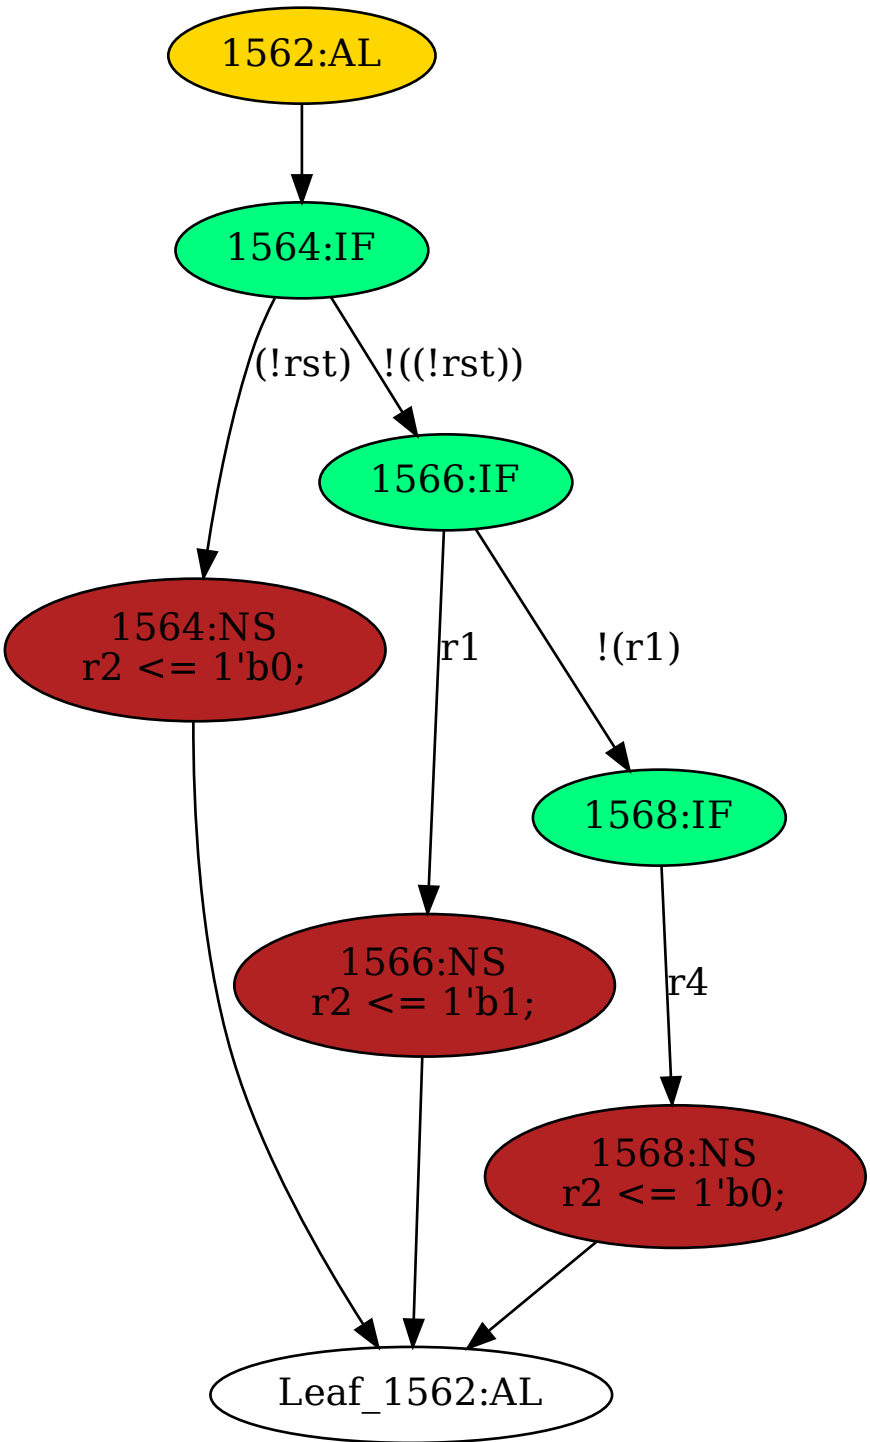 1562:AL
1564:IF
(!rst)
!((!rst))
1566:IF
1564:NS
r2 <= 1'b0;
r1
!(r1)
1568:IF
1566:NS
r2 <= 1'b1;
r4
1568:NS
r2 <= 1'b0;
Leaf_1562:AL